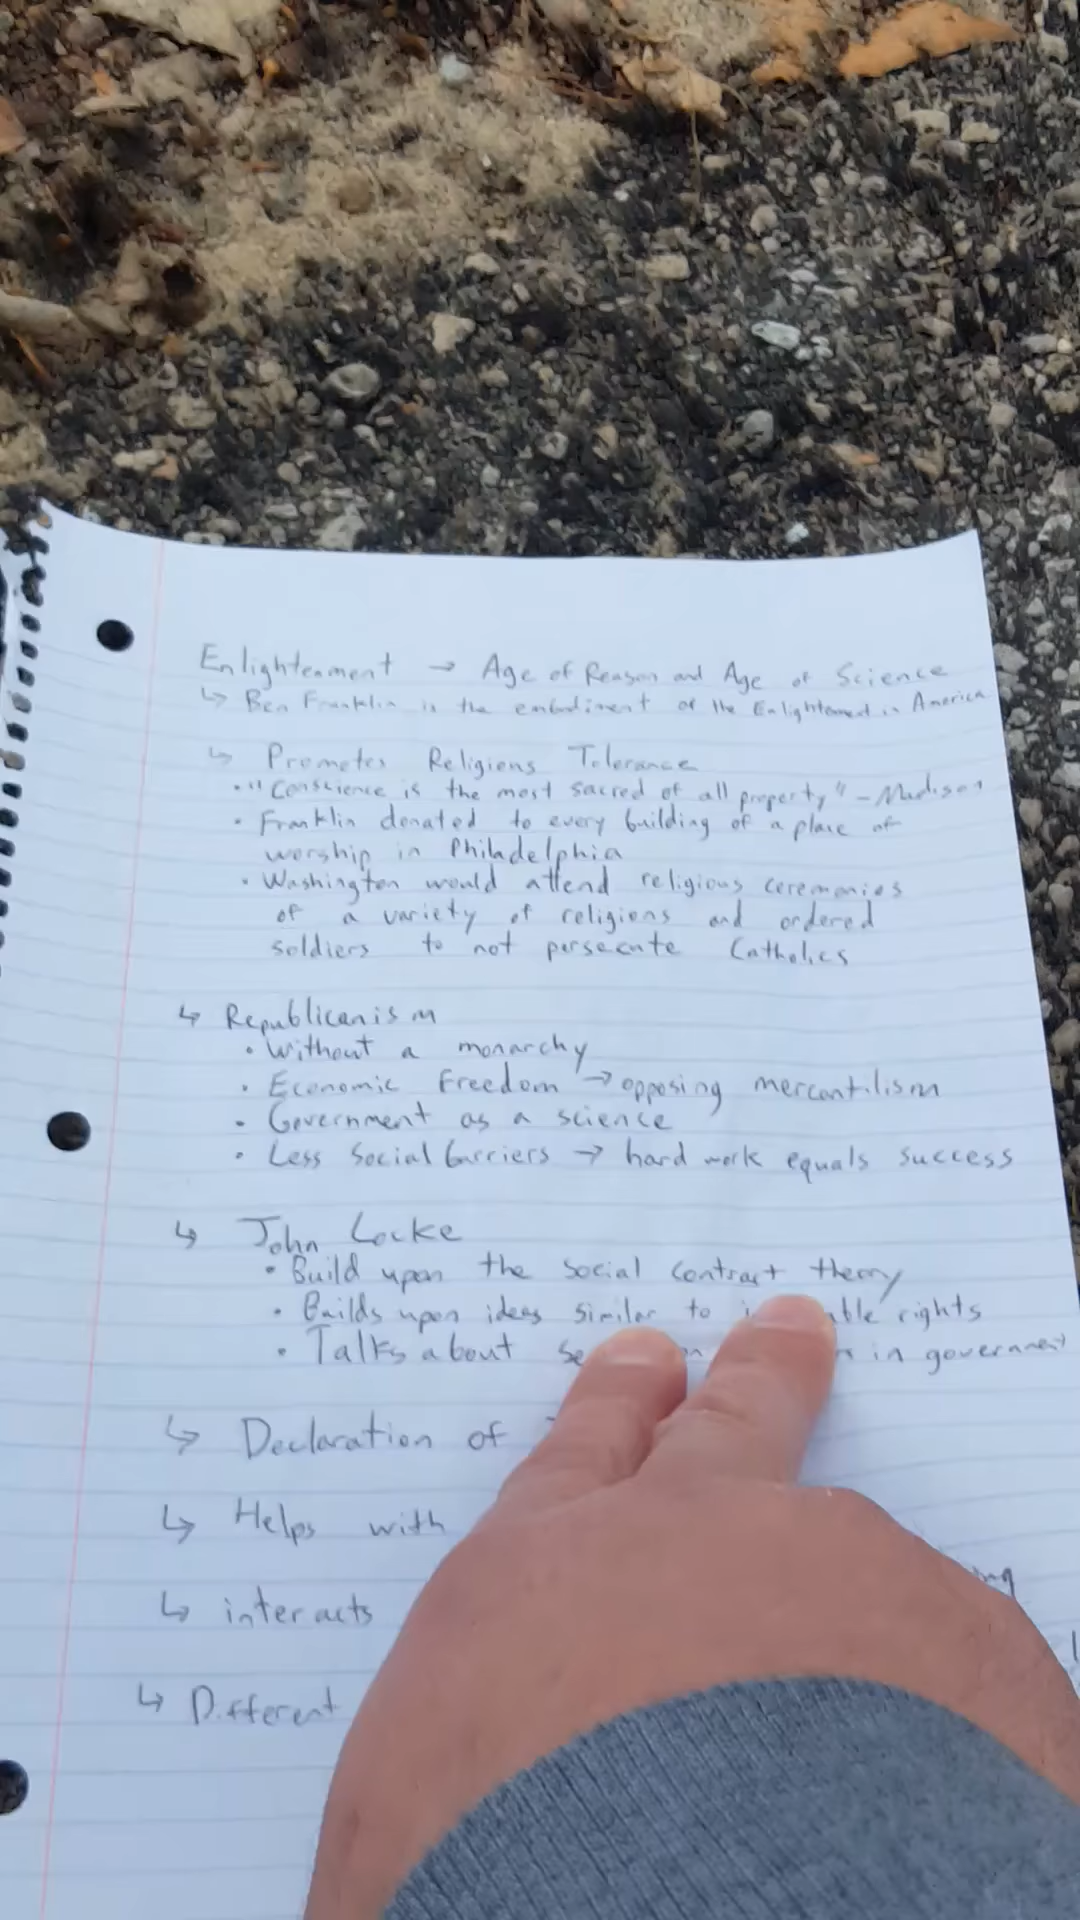 Enlightenment → Age of Reason and Age of Science
↳ Ben Franklin is the embodiment of the Enlightenment in America
↳ Promotes Religious Tolerance
• "Conscience is the most sacred of all property" - Madison
• Franklin donated to every building of a place of
worship in Philadelphia
• Washington would attend religious ceremonies
of a variety of religions and ordered
soldiers to not persecute Catholics
↳ Republicanism
• Without a monarchy
• Economic Freedom → opposing mercantilism
• Government as a science
• Less Social barriers → hard work equals success
↳ John Locke
• Build upon the social contract theory
• Builds upon ideas similar to rights
• Talks about in government
↳ Declaration of
↳ Helps with
↳ interacts
↳ Different